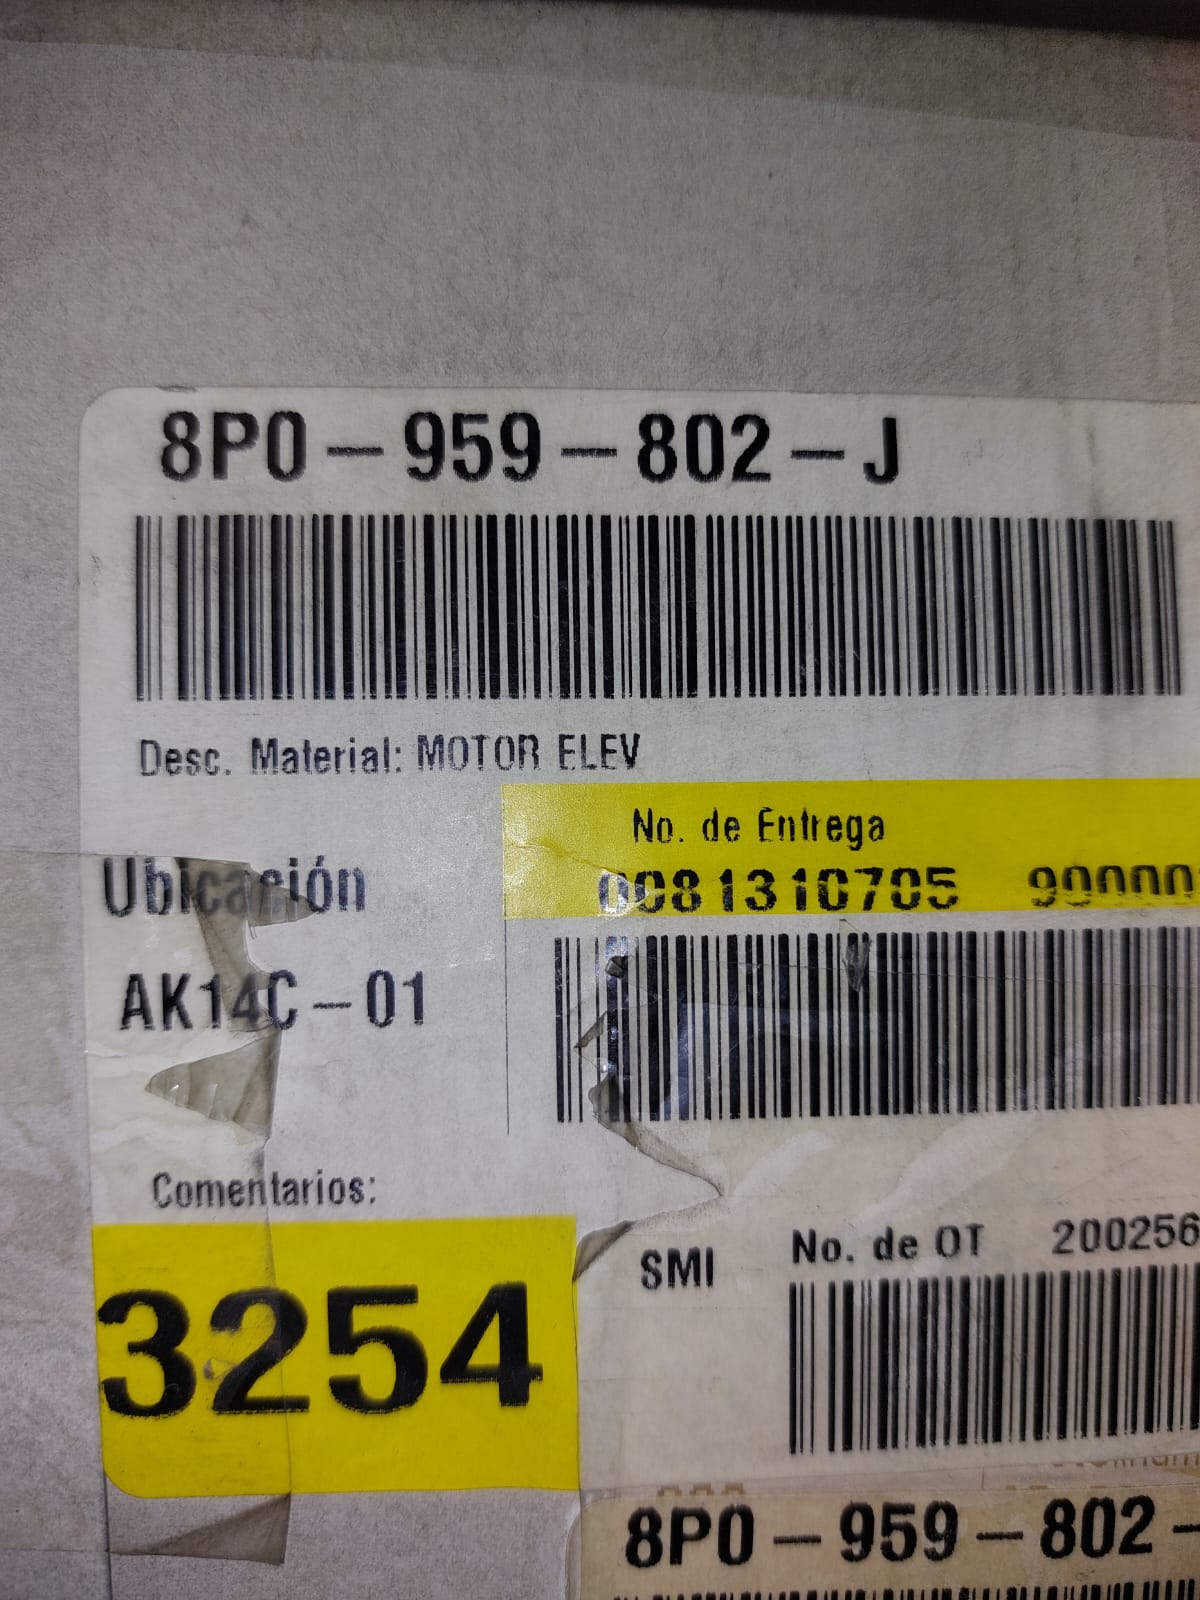 8P0-959-802-J
Desc. Material: MOTOR ELEV
No. de Entrega
0081310705
Ubicación
AK14C-01
Comentarios:
3254
SMI
No. de OT 200256
8P0-959-802-